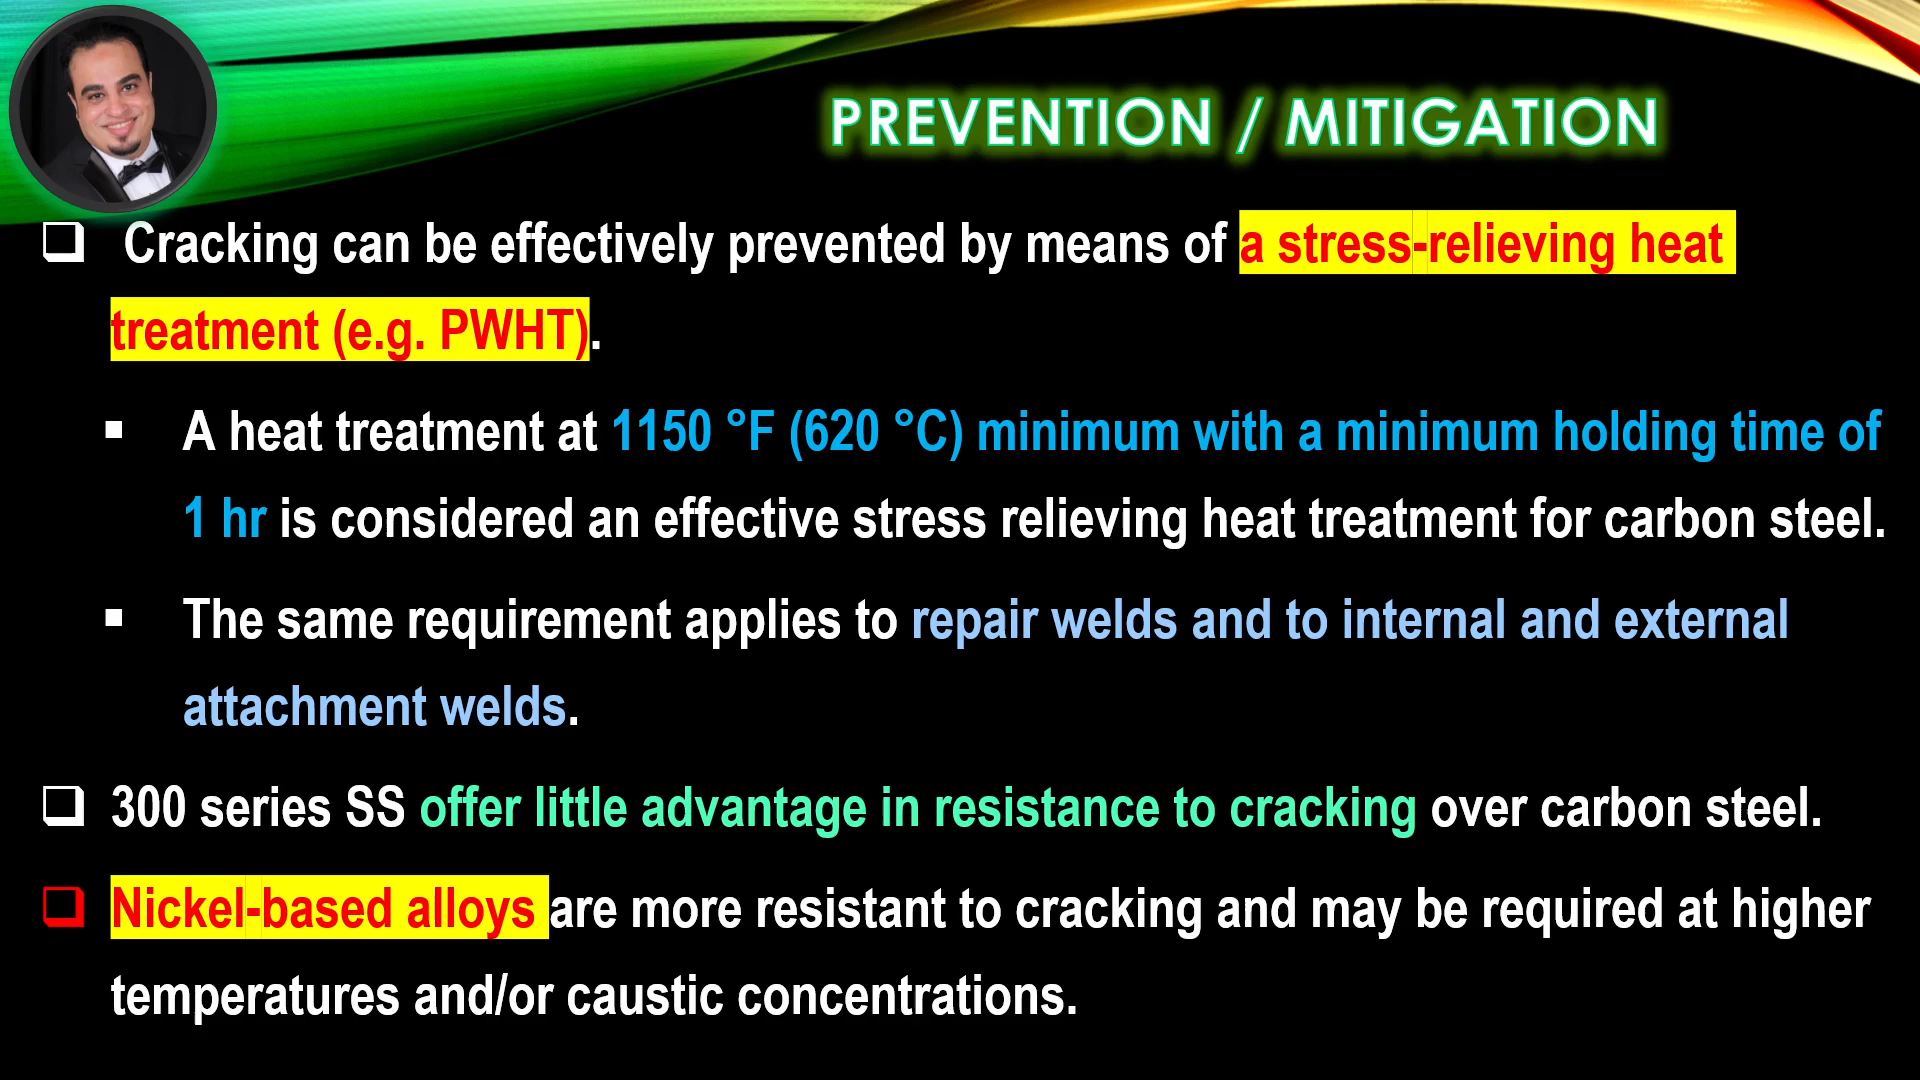 PREVENTION / MITIGATION
Cracking can be effectively prevented by means of a stress-relieving heat
treatment (e.g. PWHT).
A heat treatment at 1150 °F (620 °C) minimum with a minimum holding time of
1 hr is considered an effective stress relieving heat treatment for carbon steel.
The same requirement applies to repair welds and to internal and external
attachment welds.
300 series SS offer little advantage in resistance to cracking over carbon steel.
Nickel-based alloys are more resistant to cracking and may be required at higher
temperatures and/or caustic concentrations.